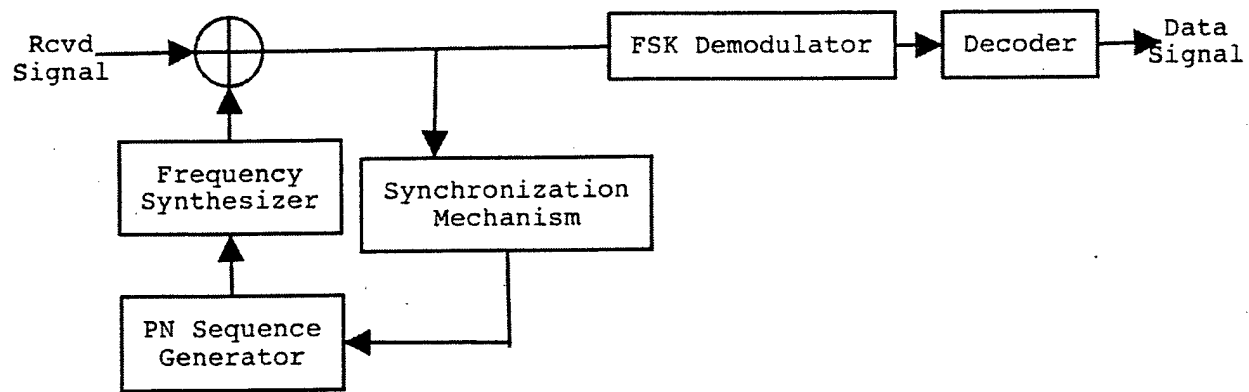 Rcvd
Signal
FSK Demodulator
Decoder
Data
Signal
Frequency
Synthesizer
Synchronization
Mechanism
PN Sequence
Generator